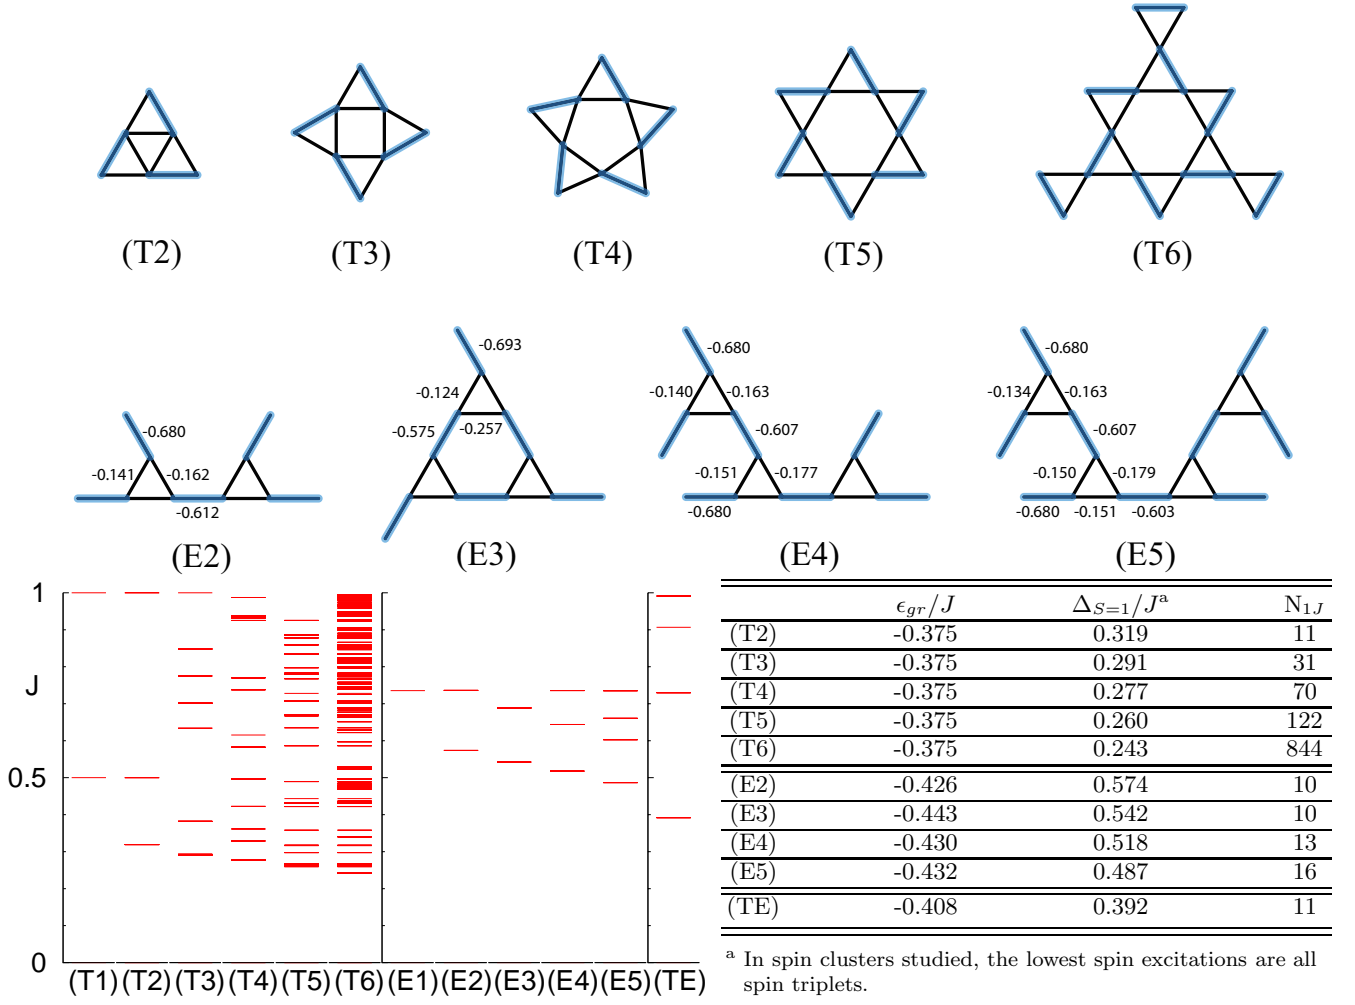 (T2) (T3) (T4) (T5) (T6)
-0.680
-0.141 -0.162
-0.612
(E2)
-0.693
-0.124
-0.575 -0.257
(E3)
-0.680
-0.140 -0.163
-0.607
-0.151 -0.177
-0.680
(E4)
-0.680
-0.134 -0.163
-0.607
-0.150 -0.179
-0.680 -0.151 -0.603
(E5)
1
J
0.5
0
(T1) (T2) (T3) (T4) (T5) (T6) (E1) (E2) (E3) (E4) (E5) (TE)
ϵgr/J ΔS=1/Jª N1J
(T2) -0.375 0.319 11
(T3) -0.375 0.291 31
(T4) -0.375 0.277 70
(T5) -0.375 0.260 122
(T6) -0.375 0.243 844
(E2) -0.426 0.574 10
(E3) -0.443 0.542 10
(E4) -0.430 0.518 13
(E5) -0.432 0.487 16
(TE) -0.408 0.392 11
ª In spin clusters studied, the lowest spin excitations are all
spin triplets.